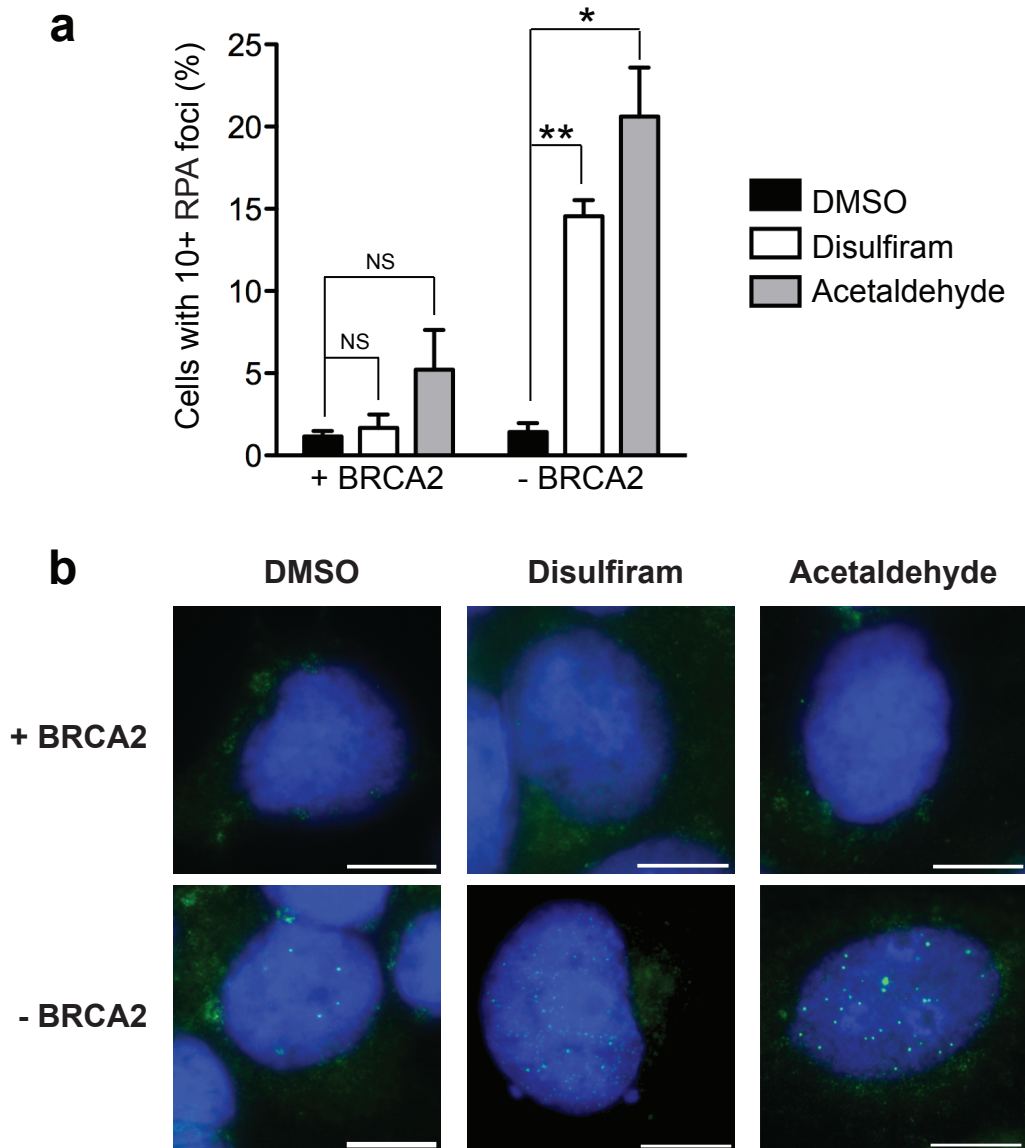 a
Cells with 10+ RPA foci (%)
25
20
15
10
5
0
NS
NS
*
**
+ BRCA2
- BRCA2
DMSO
Disulfiram
Acetaldehyde
b
DMSO
Disulfiram
Acetaldehyde
+ BRCA2
- BRCA2